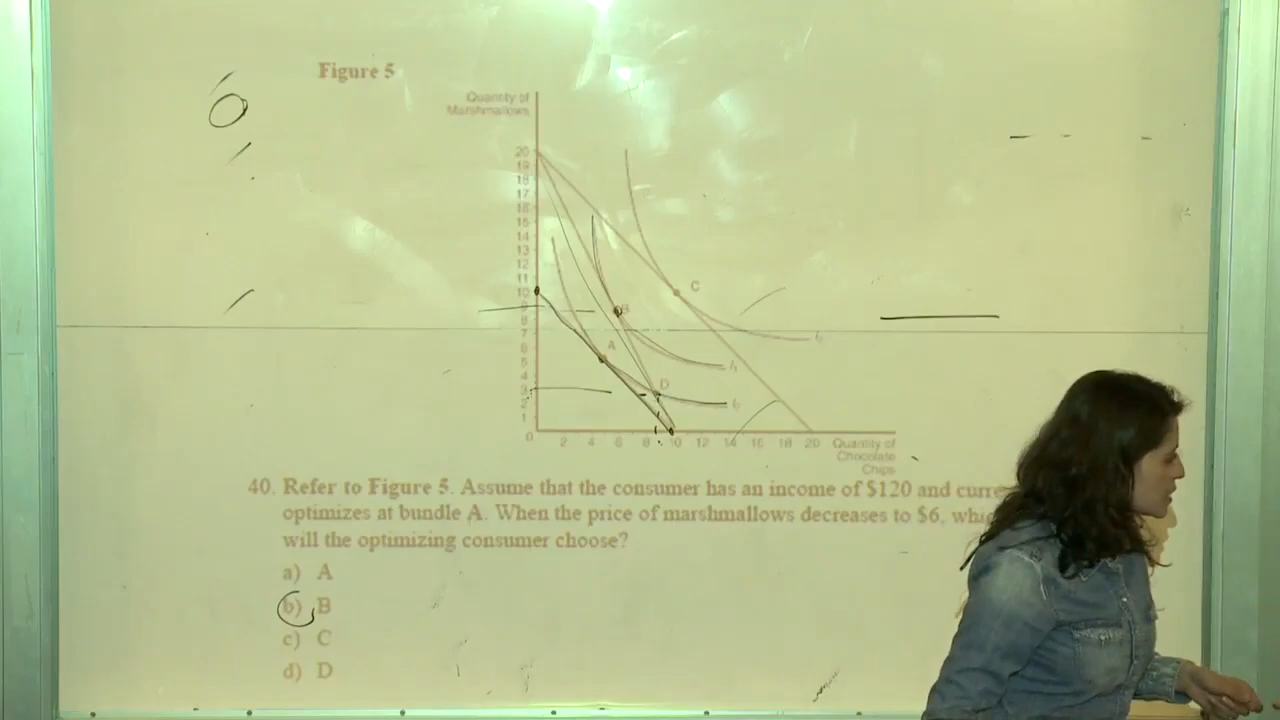 Figure 5
Quantity of
Marshmallows
20
19
18
17
16
15
14
13
12
11
10
9
8
7
6
5
4
3
2
1
0
C
B
A
D
2 4 6 8 10 12 14 16 18 20 Quantity of
Chocolate
Chips
40. Refer to Figure 5. Assume that the consumer has an income of $120 and
optimizes at bundle A. When the price of marshmallows decreases to $6,
will the optimizing consumer choose?
a) A
b) B
c) C
d) D